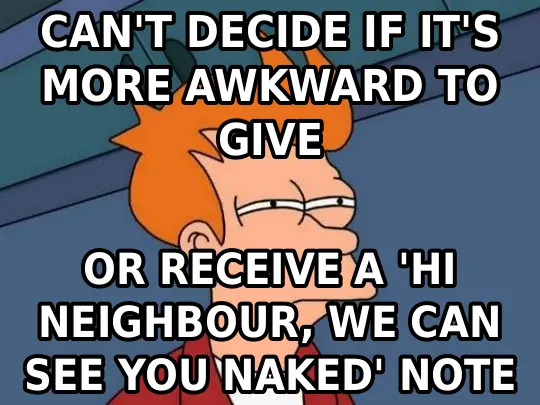 CAN'T DECIDE IF IT'S
MORE AWKWARD TO
GIVE
OR RECEIVE A 'HI
NEIGHBOUR, WE CAN
SEE YOU NAKED' NOTE